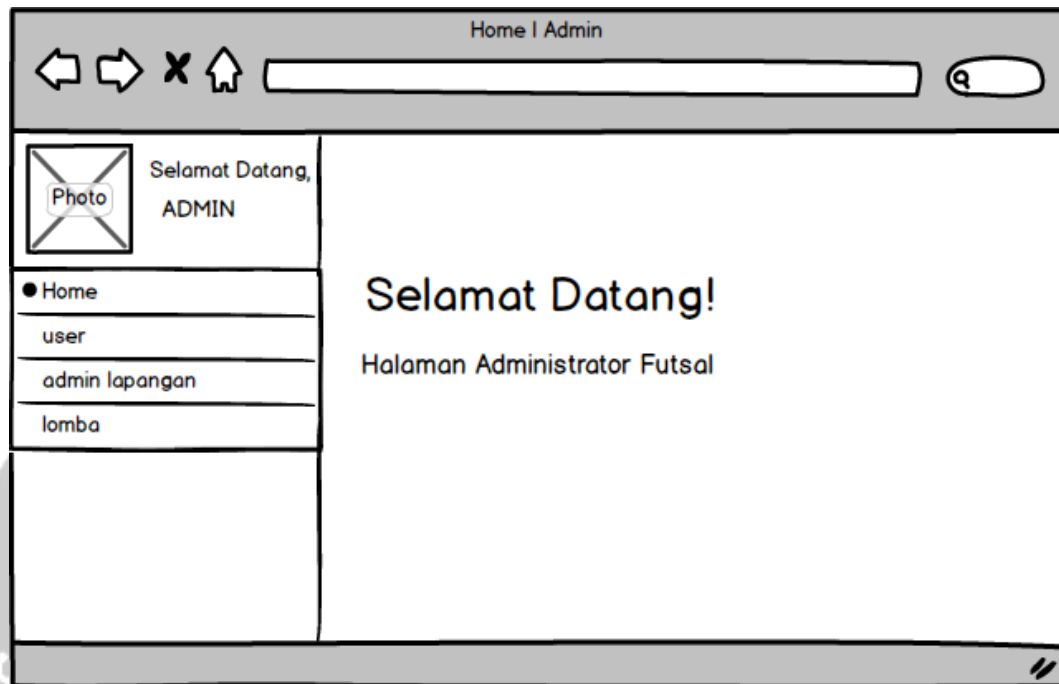 Home | Admin
Photo
Selamat Datang,
ADMIN
Home
user
admin lapangan
lomba
Selamat Datang!
Halaman Administrator Futsal